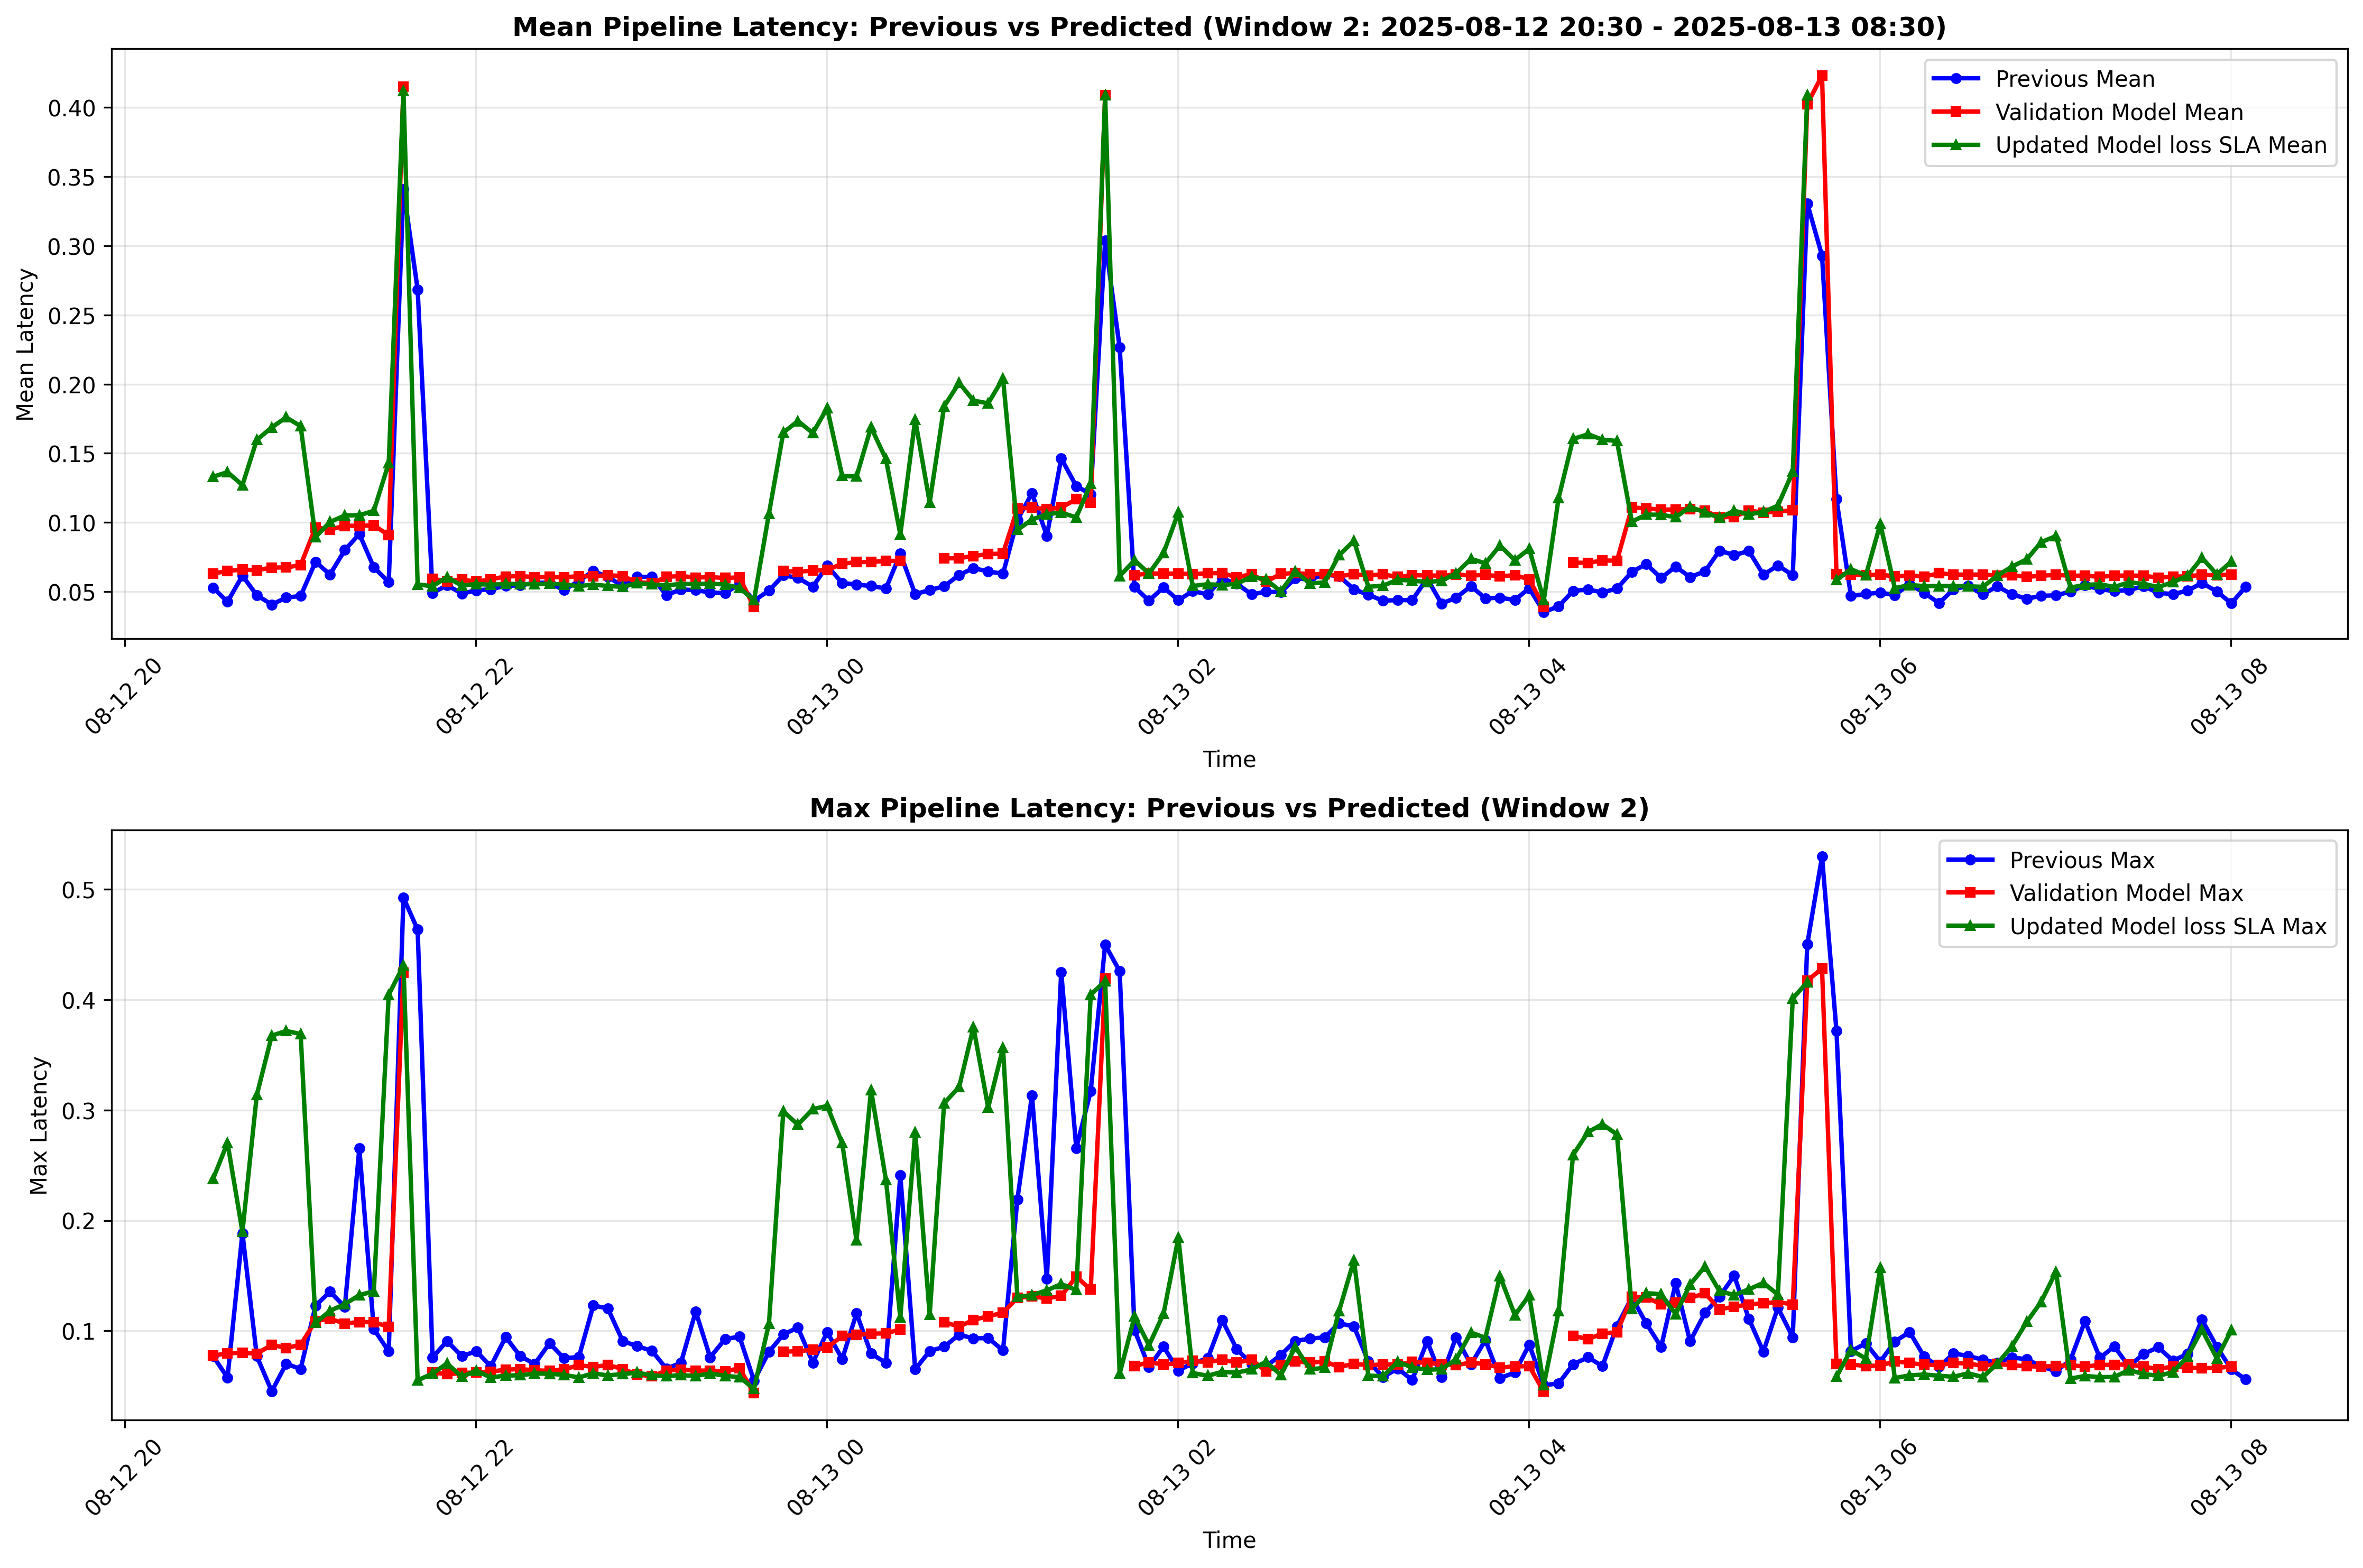 Mean Pipeline Latency: Previous vs Predicted (Window 2: 2025-08-12 20:30 - 2025-08-13 08:30)
Previous Mean
Validation Model Mean
Updated Model loss SLA Mean
Mean Latency
0.40
0.35
0.30
0.25
0.20
0.15
0.10
0.05
08-12 20
08-12 22
08-13 00
08-13 02
08-13 04
08-13 06
08-13 08
Time
Max Pipeline Latency: Previous vs Predicted (Window 2)
Previous Max
Validation Model Max
Updated Model loss SLA Max
Max Latency
0.5
0.4
0.3
0.2
0.1
08-12 20
08-12 22
08-13 00
08-13 02
08-13 04
08-13 06
08-13 08
Time